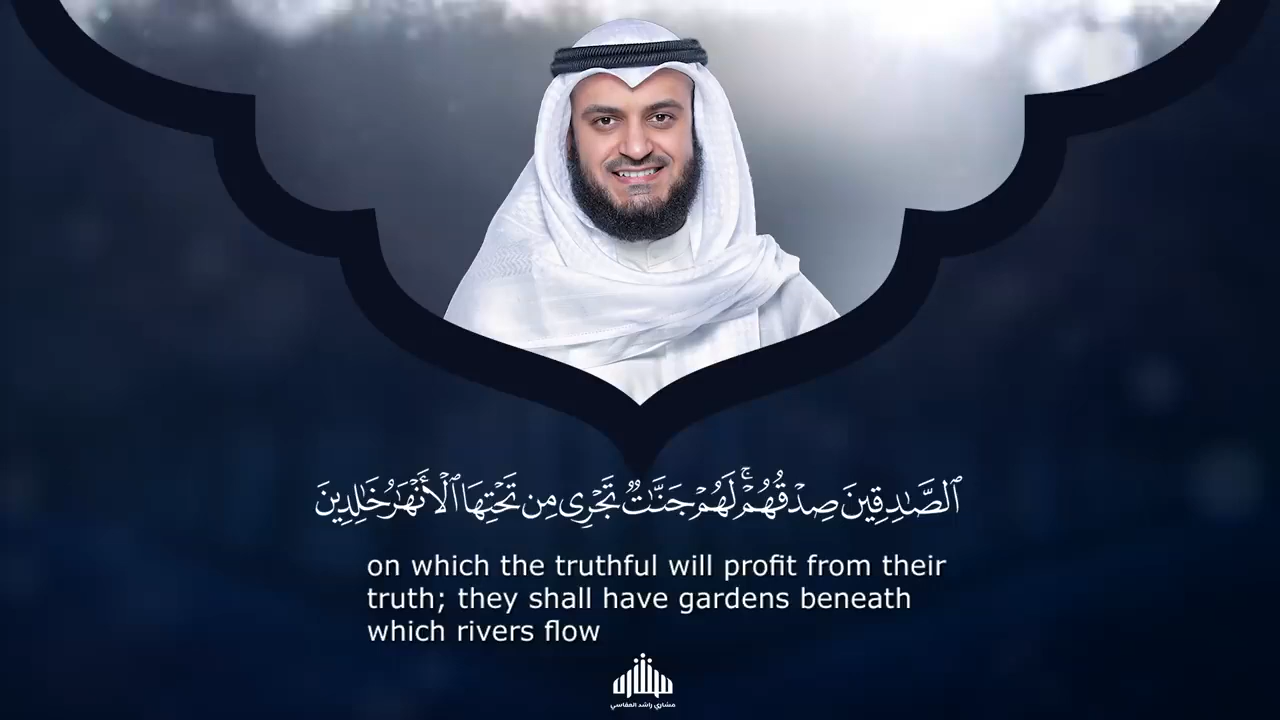 ٱلصَّـٰدِقِينَ صِدْقُهُمْ ۚ لَهُمْ جَنَّـٰتٌ تَجْرِى مِن تَحْتِهَا ٱلْأَنْهَـٰرُ خَـٰلِدِينَ
on which the truthful will profit from their
truth; they shall have gardens beneath
which rivers flow
مشاري راشد العفاسي